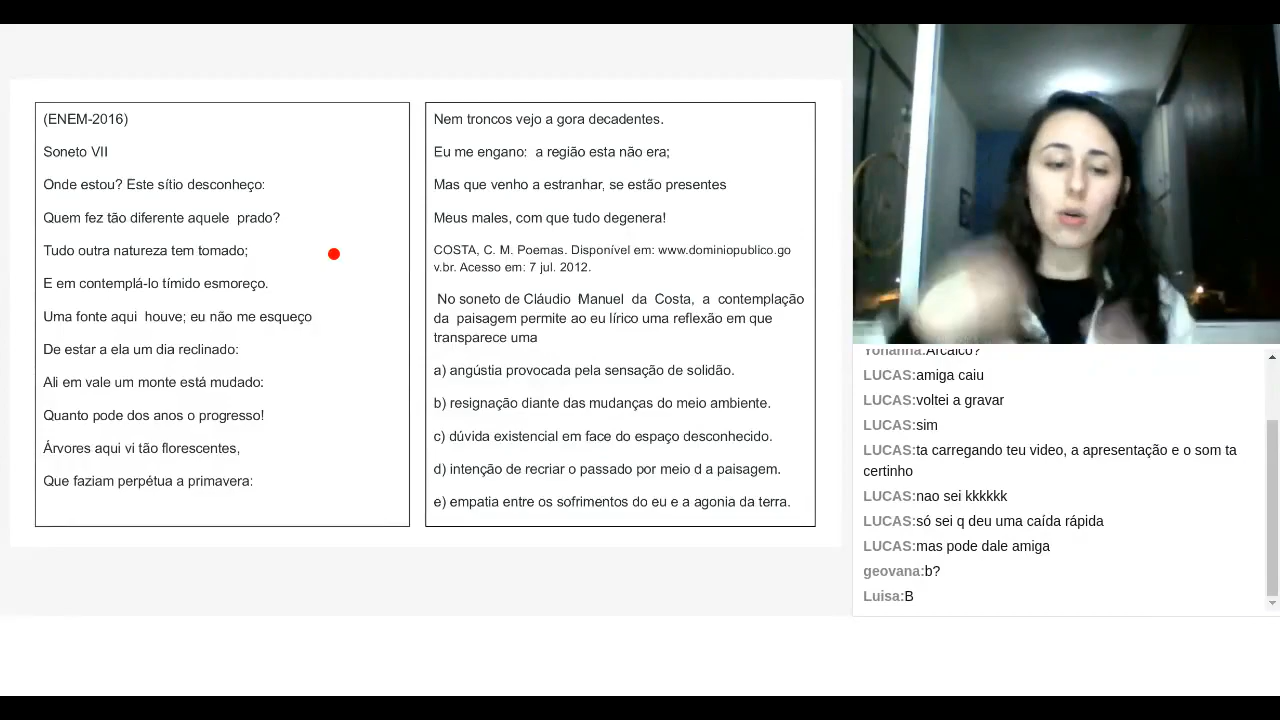 (ENEM-2016)
Soneto VII
Onde estou? Este sítio desconheço:
Quem fez tão diferente aquele  prado?
Tudo outra natureza tem tomado;
E em contemplá-lo tímido esmoreço.
Uma fonte aqui  houve; eu não me esqueço
De estar a ela um dia reclinado:
Ali em vale um monte está mudado:
Quanto pode dos anos o progresso!
Árvores aqui vi tão florescentes,
Que faziam perpétua a primavera:
Nem troncos vejo a gora decadentes.
Eu me engano:  a região esta não era;
Mas que venho a estranhar, se estão presentes
Meus males, com que tudo degenera!
COSTA, C. M. Poemas. Disponível em: www.dominiopublico.go
v.br. Acesso em: 7 jul. 2012.
No soneto de Cláudio  Manuel  da  Costa,  a  contemplação
da  paisagem permite ao eu lírico uma reflexão em que
transparece uma
a) angústia provocada pela sensação de solidão.
b) resignação diante das mudanças do meio ambiente.
c) dúvida existencial em face do espaço desconhecido.
d) intenção de recriar o passado por meio d a paisagem.
e) empatia entre os sofrimentos do eu e a agonia da terra.
Yohanna:Arcaico?
LUCAS:amiga caiu
LUCAS:voltei a gravar
LUCAS:sim
LUCAS:ta carregando teu video, a apresentação e o som ta
certinho
LUCAS:nao sei kkkkkk
LUCAS:só sei q deu uma caída rápida
LUCAS:mas pode dale amiga
geovana:b?
Luisa:B